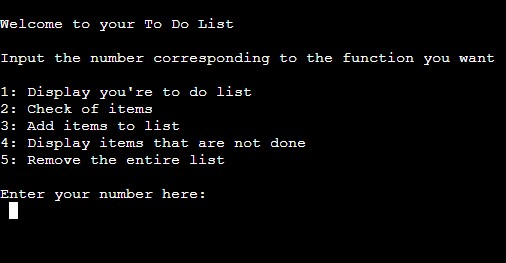 Welcome to your To Do List
Input the number corresponding to the function you want
1: Display you're to do list
2: Check of items
3: Add items to list
4: Display items that are not done
5: Remove the entire list
Enter your number here: